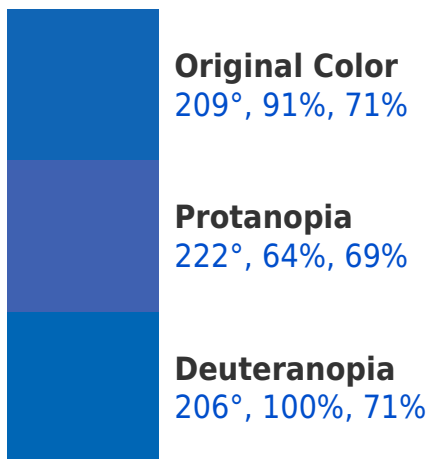 Original Color
209°, 91%, 71%
Protanopia
222°, 64%, 69%
Deuteranopia
206°, 100%, 71%